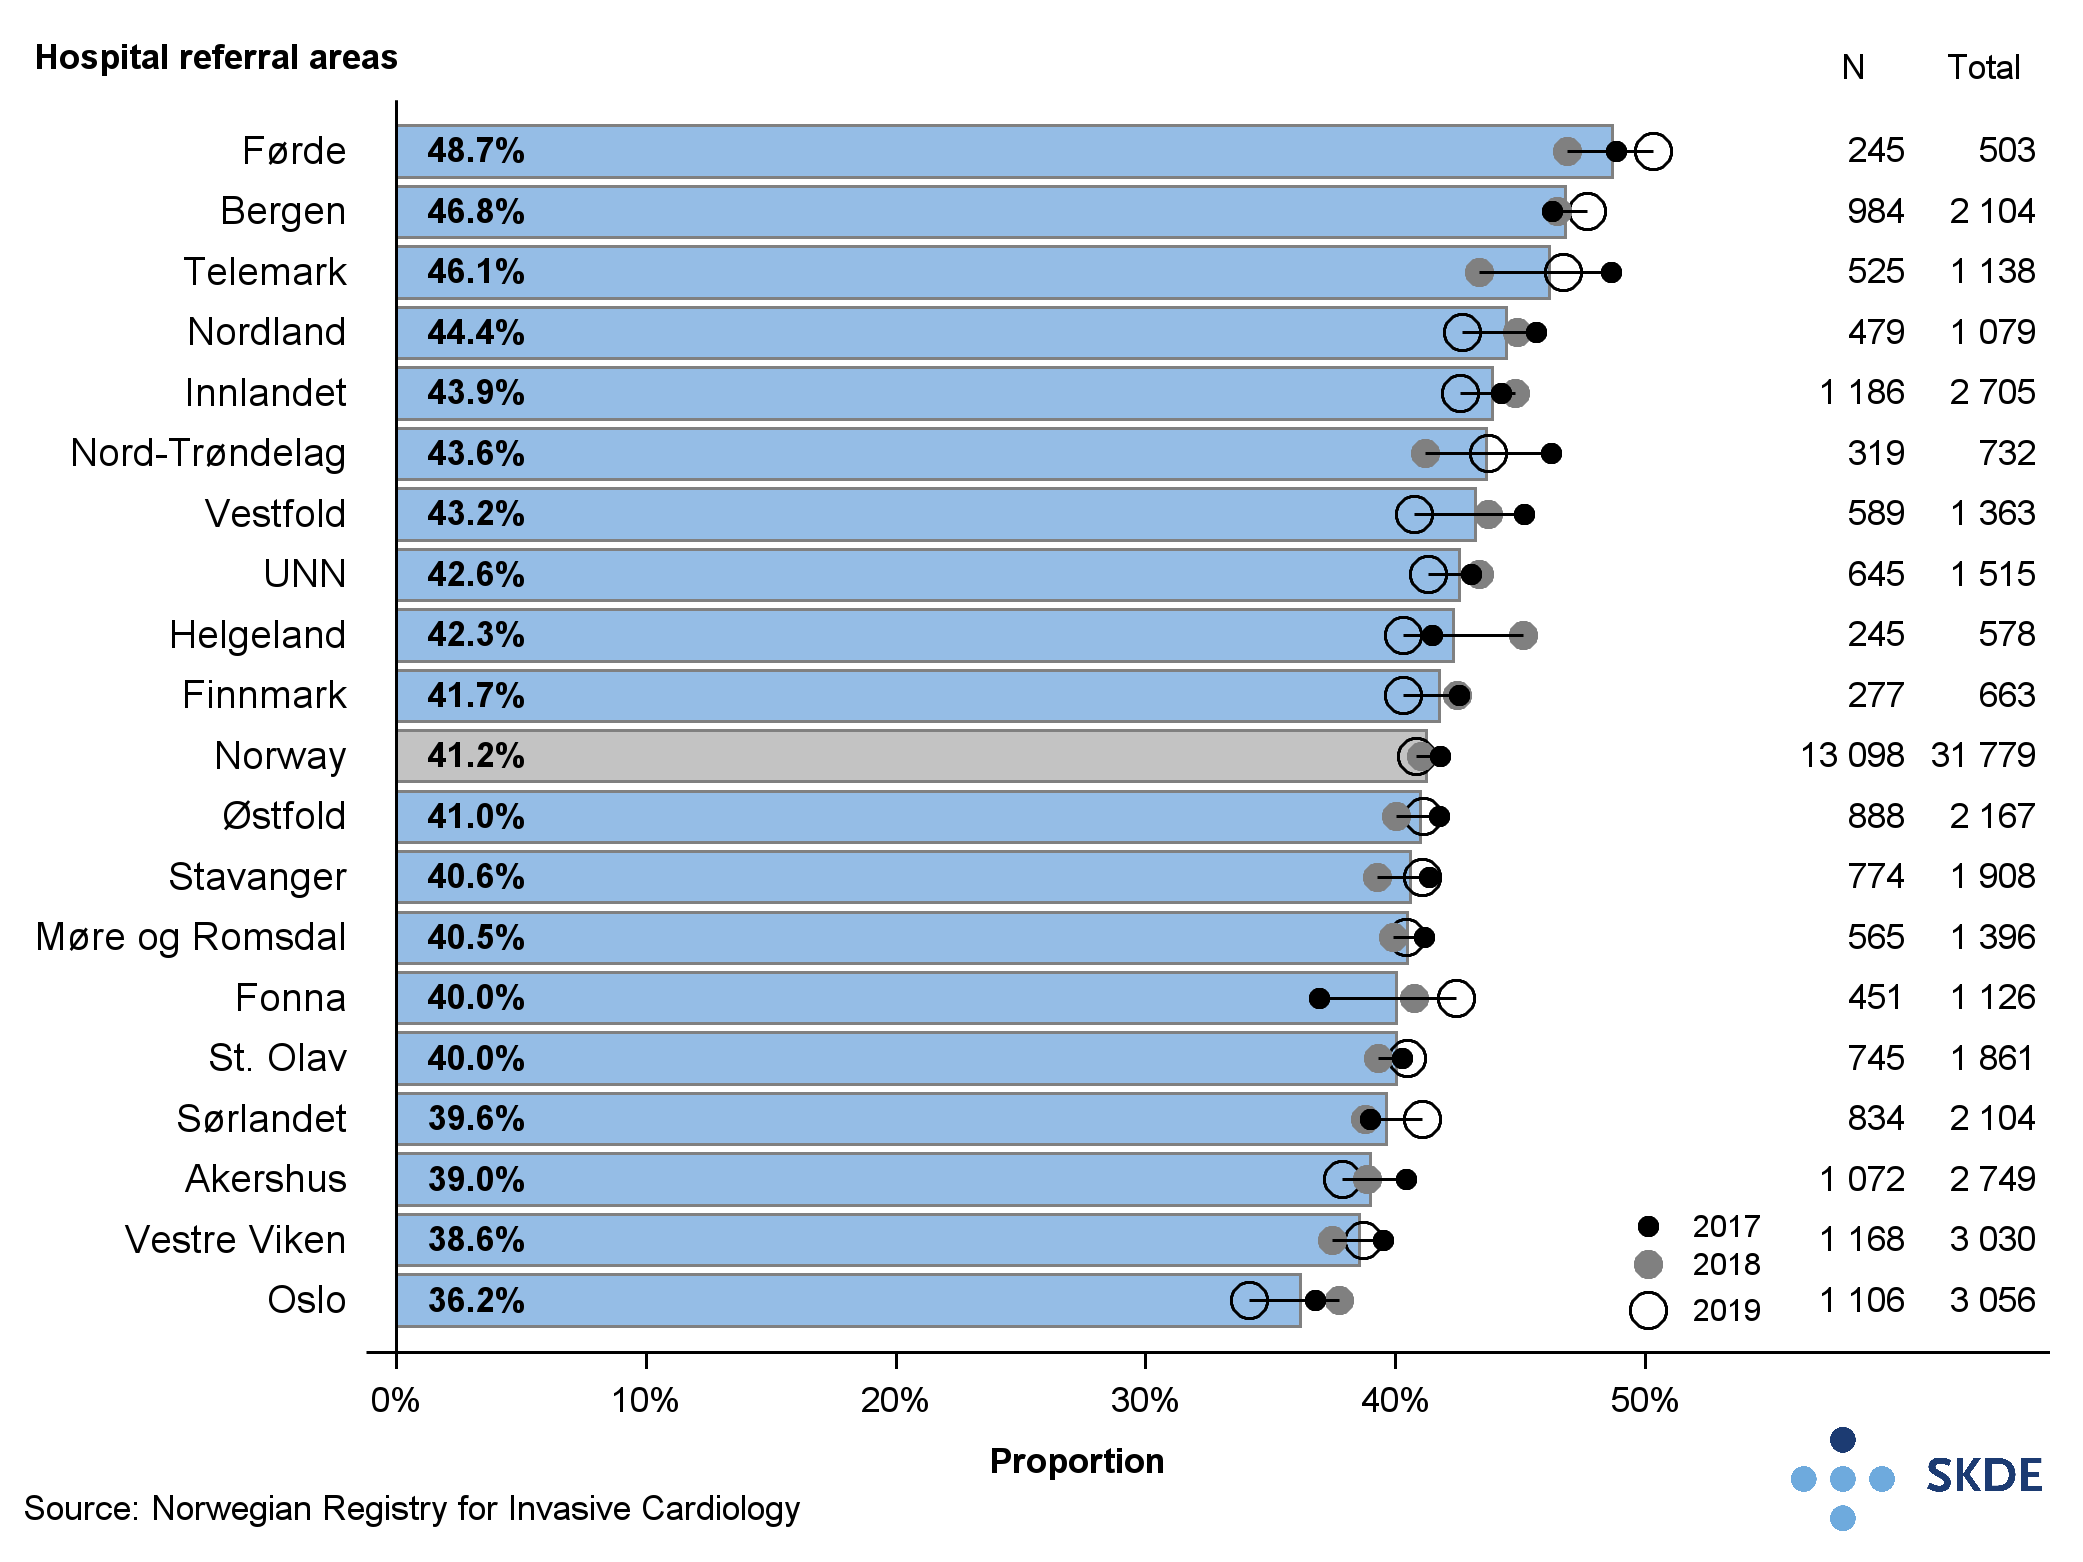 Hospital referral areas N Total
Førde 48.7% 245 503
Bergen 46.8% 984 2 104
Telemark 46.1% 525 1 138
Nordland 44.4% 479 1 079
Innlandet 43.9% 1 186 2 705
Nord-Trøndelag 43.6% 319 732
Vestfold 43.2% 589 1 363
UNN 42.6% 645 1 515
Helgeland 42.3% 245 578
Finnmark 41.7% 277 663
Norway 41.2% 13 098 31 779
Østfold 41.0% 888 2 167
Stavanger 40.6% 774 1 908
Møre og Romsdal 40.5% 565 1 396
Fonna 40.0% 451 1 126
St. Olav 40.0% 745 1 861
Sørlandet 39.6% 834 2 104
Akershus 39.0% 1 072 2 749
Vestre Viken 38.6% 1 168 3 030
Oslo 36.2% 1 106 3 056
2017
2018
2019
0% 10% 20% 30% 40% 50%
Proportion
SKDE
Source: Norwegian Registry for Invasive Cardiology